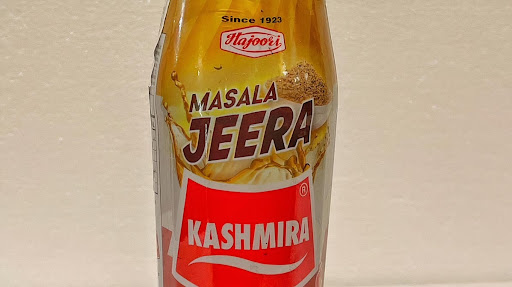 Since 1923
Hajoori
MASALA
JEERA
®
KASHMIRA